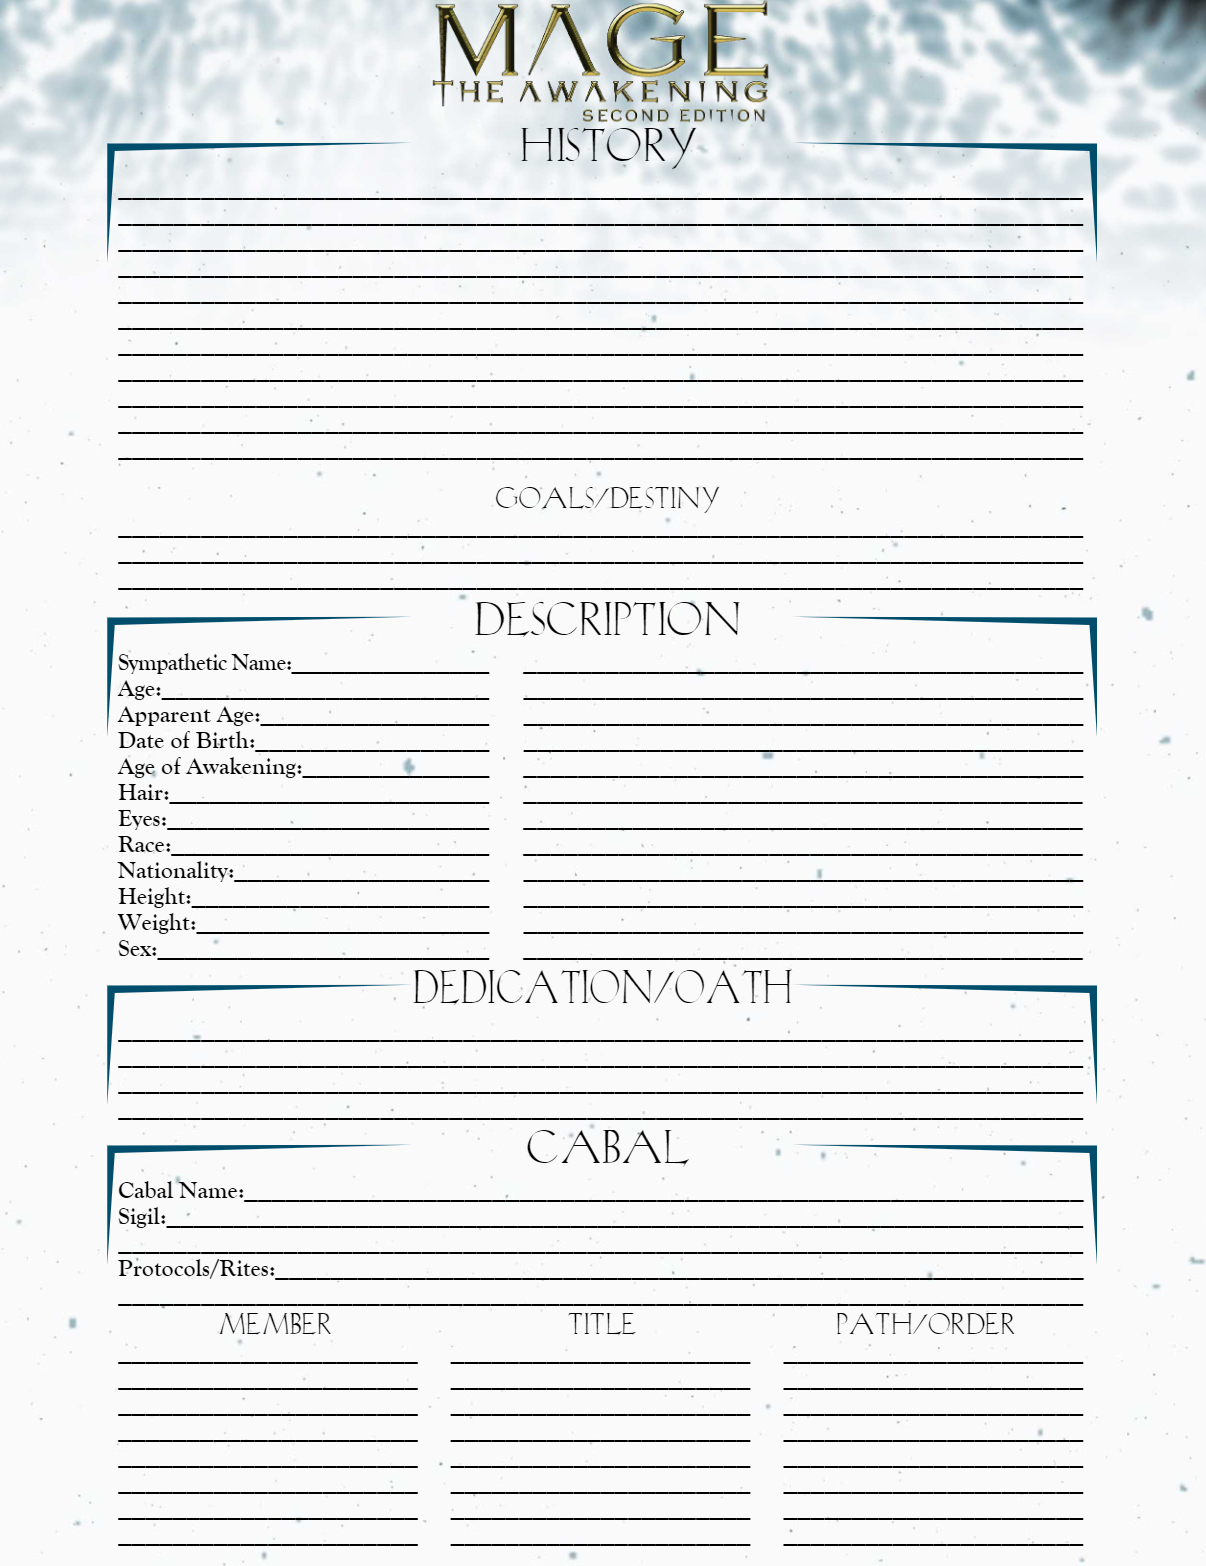 MAGE
THE AWAKENING
SECOND EDITION
HISTORY
GOALS/DESTINY
DESCRIPTION
Sympathetic Name:
Age:
Apparent Age:
Date of Birth:
Age of Awakening:
Hair:
Eyes:
Race:
Nationality:
Height:
Weight:
Sex:
DEDICATION/OATH
CABAL
Cabal Name:
Sigil:
Protocols/Rites:
MEMBER TITLE PATH/ORDER